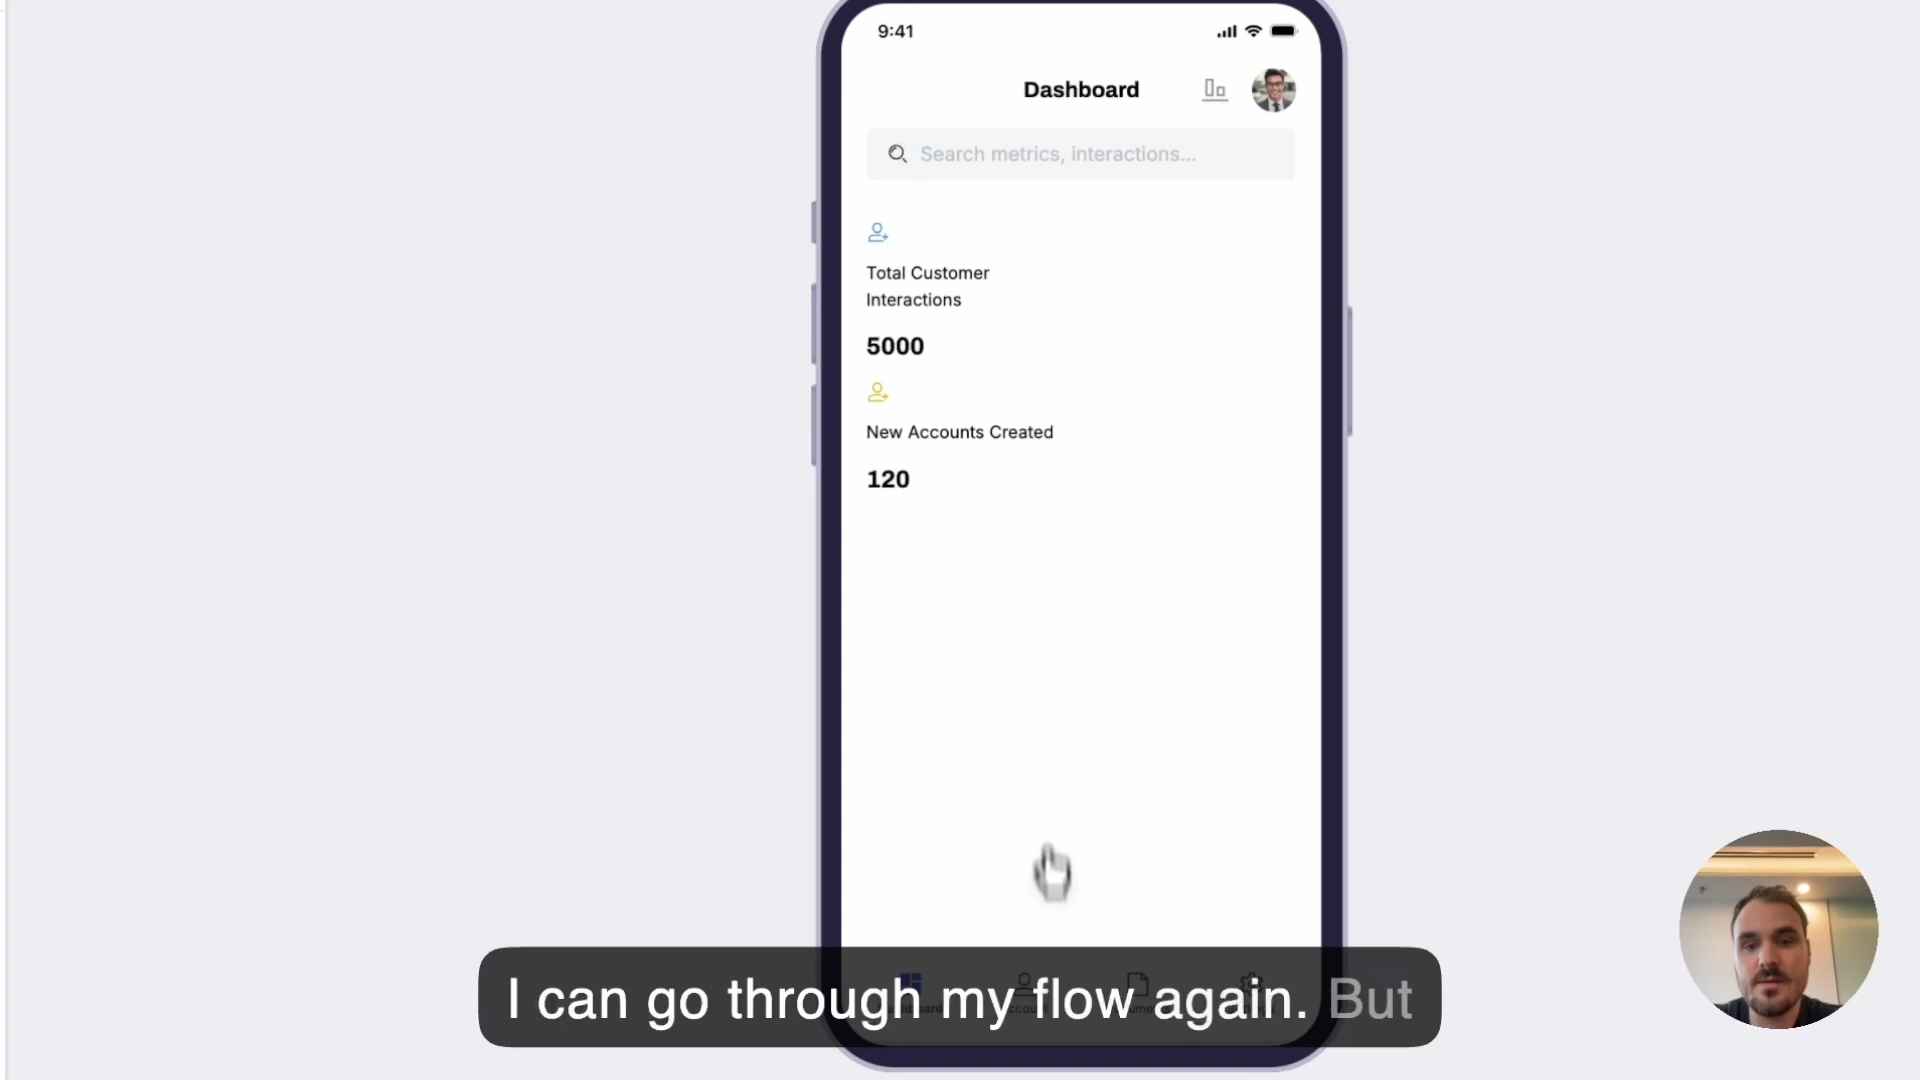 9:41
Dashboard
Search metrics, interactions...
Total Customer
Interactions
5000
New Accounts Created
120
I can go through my flow again. But